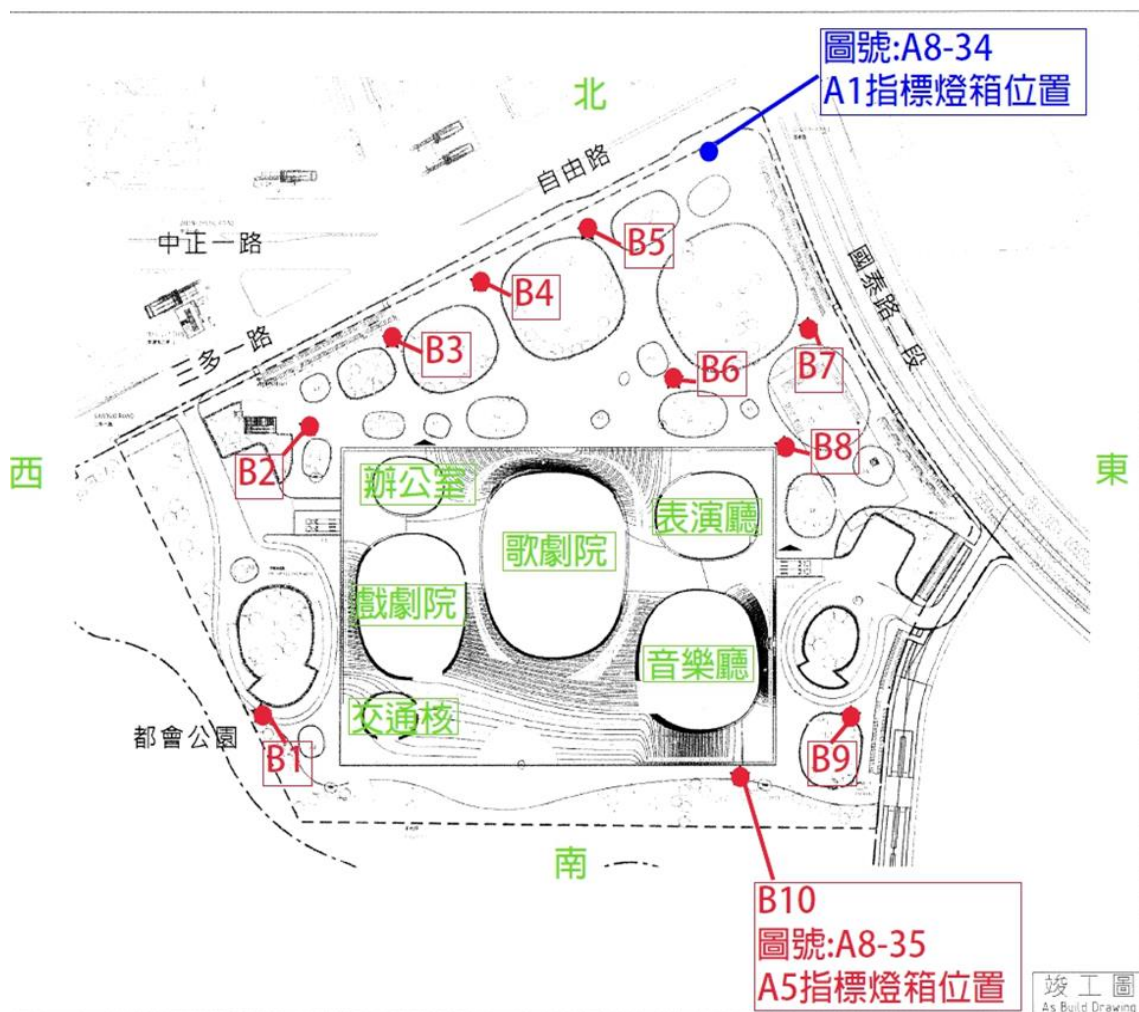 圖號:A8-34
A1指標燈箱位置
北
自由路
中正一路
B5
B4
國泰路二段
三多一路
B3
B6
B7
B2
B8
西
東
辦公室
表演廳
歌劇院
戲劇院
音樂廳
交通核
都會公園
B1
B9
南
B10
圖號:A8-35
A5指標燈箱位置
竣工圖
As Build Drawing